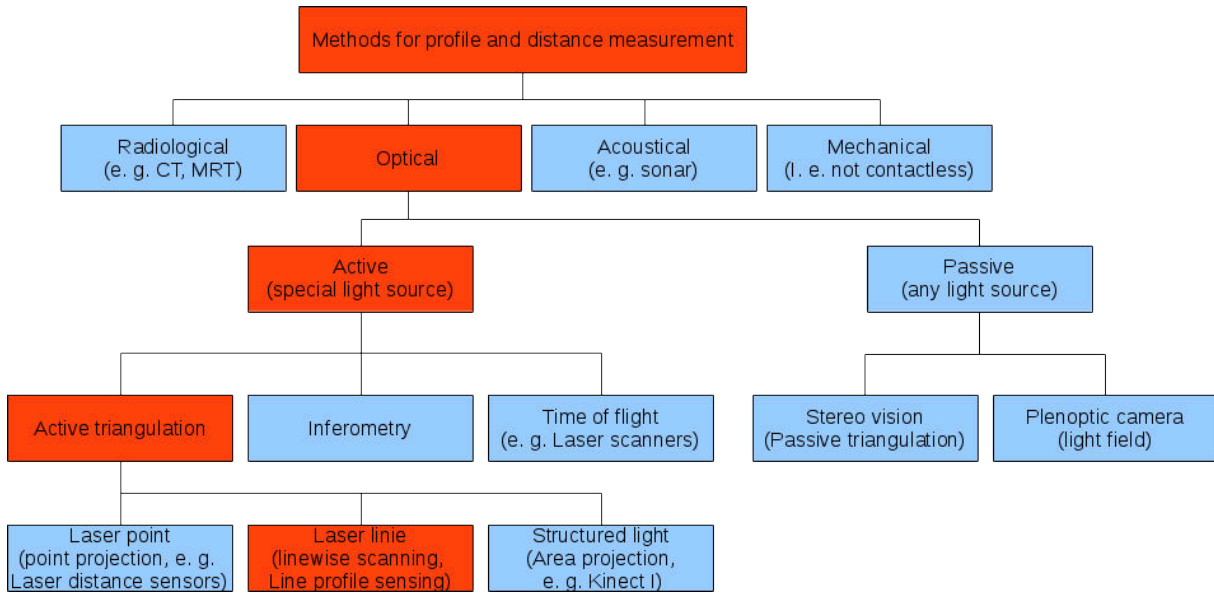 Methods for profile and distance measurement
Radiological
(e. g. CT, MRT)
Optical
Acoustical
(e. g. sonar)
Mechanical
(I. e. not contactless)
Active
(special light source)
Passive
(any light source)
Active triangulation
Inferometry
Time of flight
(e. g. Laser scanners)
Stereo vision
(Passive triangulation)
Plenoptic camera
(light field)
Laser point
(point projection, e. g.
Laser distance sensors)
Laser linie
(linewise scanning,
Line profile sensing)
Structured light
(Area projection,
e. g. Kinect I)